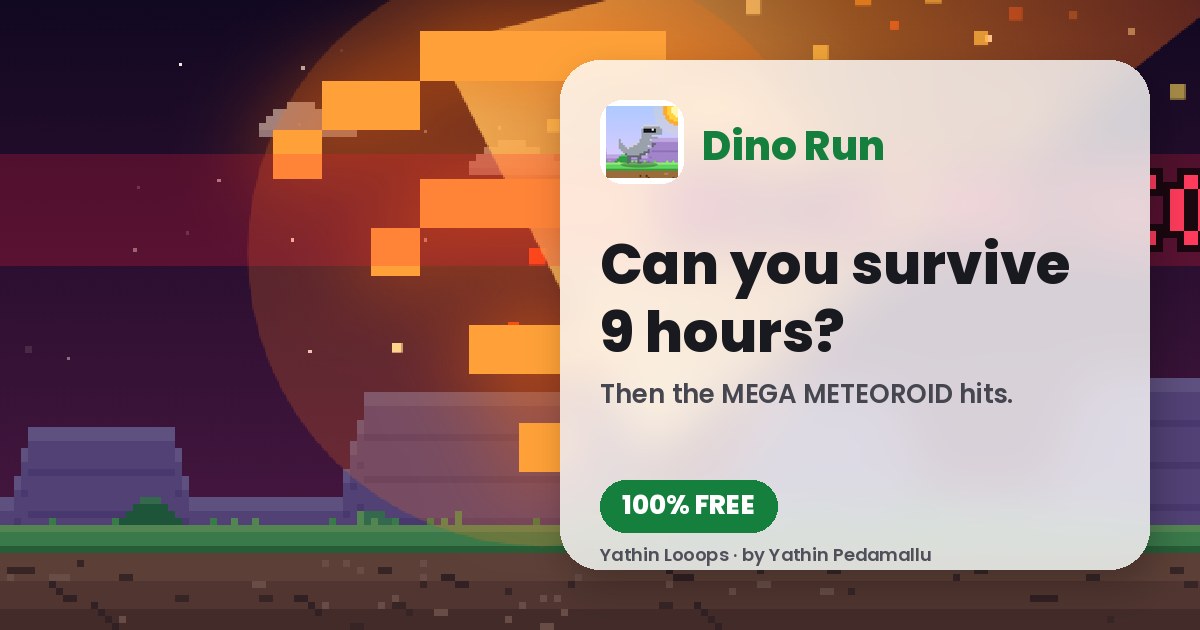 Dino Run
Can you survive
9 hours?
Then the MEGA METEOROID hits.
100% FREE
Yathin Looops · by Yathin Pedamallu